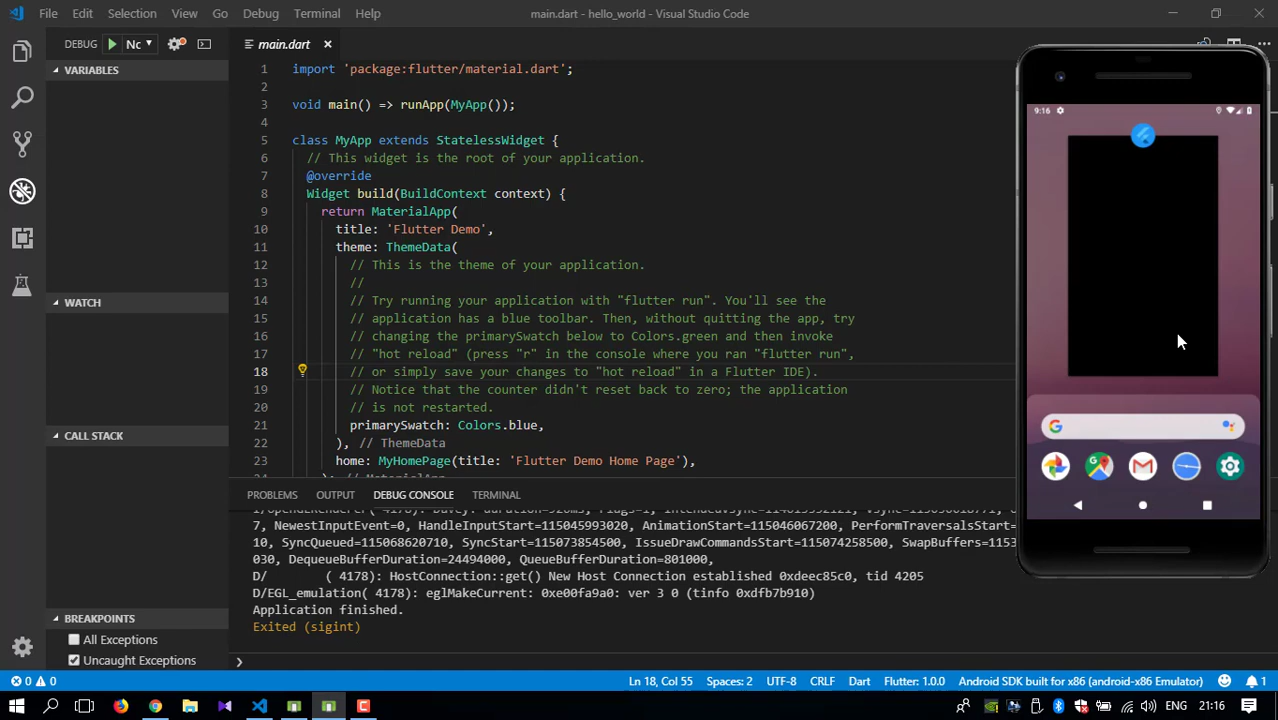 File Edit Selection View Go Debug Terminal Help
main.dart - hello_world - Visual Studio Code
DEBUG Nc
main.dart
VARIABLES
WATCH
CALL STACK
BREAKPOINTS
All Exceptions
Uncaught Exceptions
1 import 'package:flutter/material.dart';
2
3 void main() => runApp(MyApp());
4
5 class MyApp extends StatelessWidget {
6 // This widget is the root of your application.
7 @override
8 Widget build(BuildContext context) {
9 return MaterialApp(
10 title: 'Flutter Demo',
11 theme: ThemeData(
12 // This is the theme of your application.
13 //
14 // Try running your application with "flutter run". You'll see the
15 // application has a blue toolbar. Then, without quitting the app, try
16 // changing the primarySwatch below to Colors.green and then invoke
17 // "hot reload" (press "r" in the console where you ran "flutter run",
18 // or simply save your changes to "hot reload" in a Flutter IDE).
19 // Notice that the counter didn't reset back to zero; the application
20 // is not restarted.
21 primarySwatch: Colors.blue,
22 ), // ThemeData
23 home: MyHomePage(title: 'Flutter Demo Home Page'),
PROBLEMS OUTPUT DEBUG CONSOLE TERMINAL
7, NewestInputEvent=0, HandleInputStart=115045993020, AnimationStart=115046067200, PerformTraversalsStart=
10, SyncQueued=115068620710, SyncStart=115073854500, IssueDrawCommandsStart=115074258500, SwapBuffers=1153
030, DequeueBufferDuration=24494000, QueueBufferDuration=801000,
D/ ( 4178): HostConnection::get() New Host Connection established 0xdeec85c0, tid 4205
D/EGL_emulation( 4178): eglMakeCurrent: 0xe00fa9a0: ver 3 0 (tinfo 0xdfb7b910)
Application finished.
Exited (sigint)
9:16
0 0 Ln 18, Col 55 Spaces: 2 UTF-8 CRLF Dart Flutter: 1.0.0 Android SDK built for x86 (android-x86 Emulator) 1
ENG 21:16